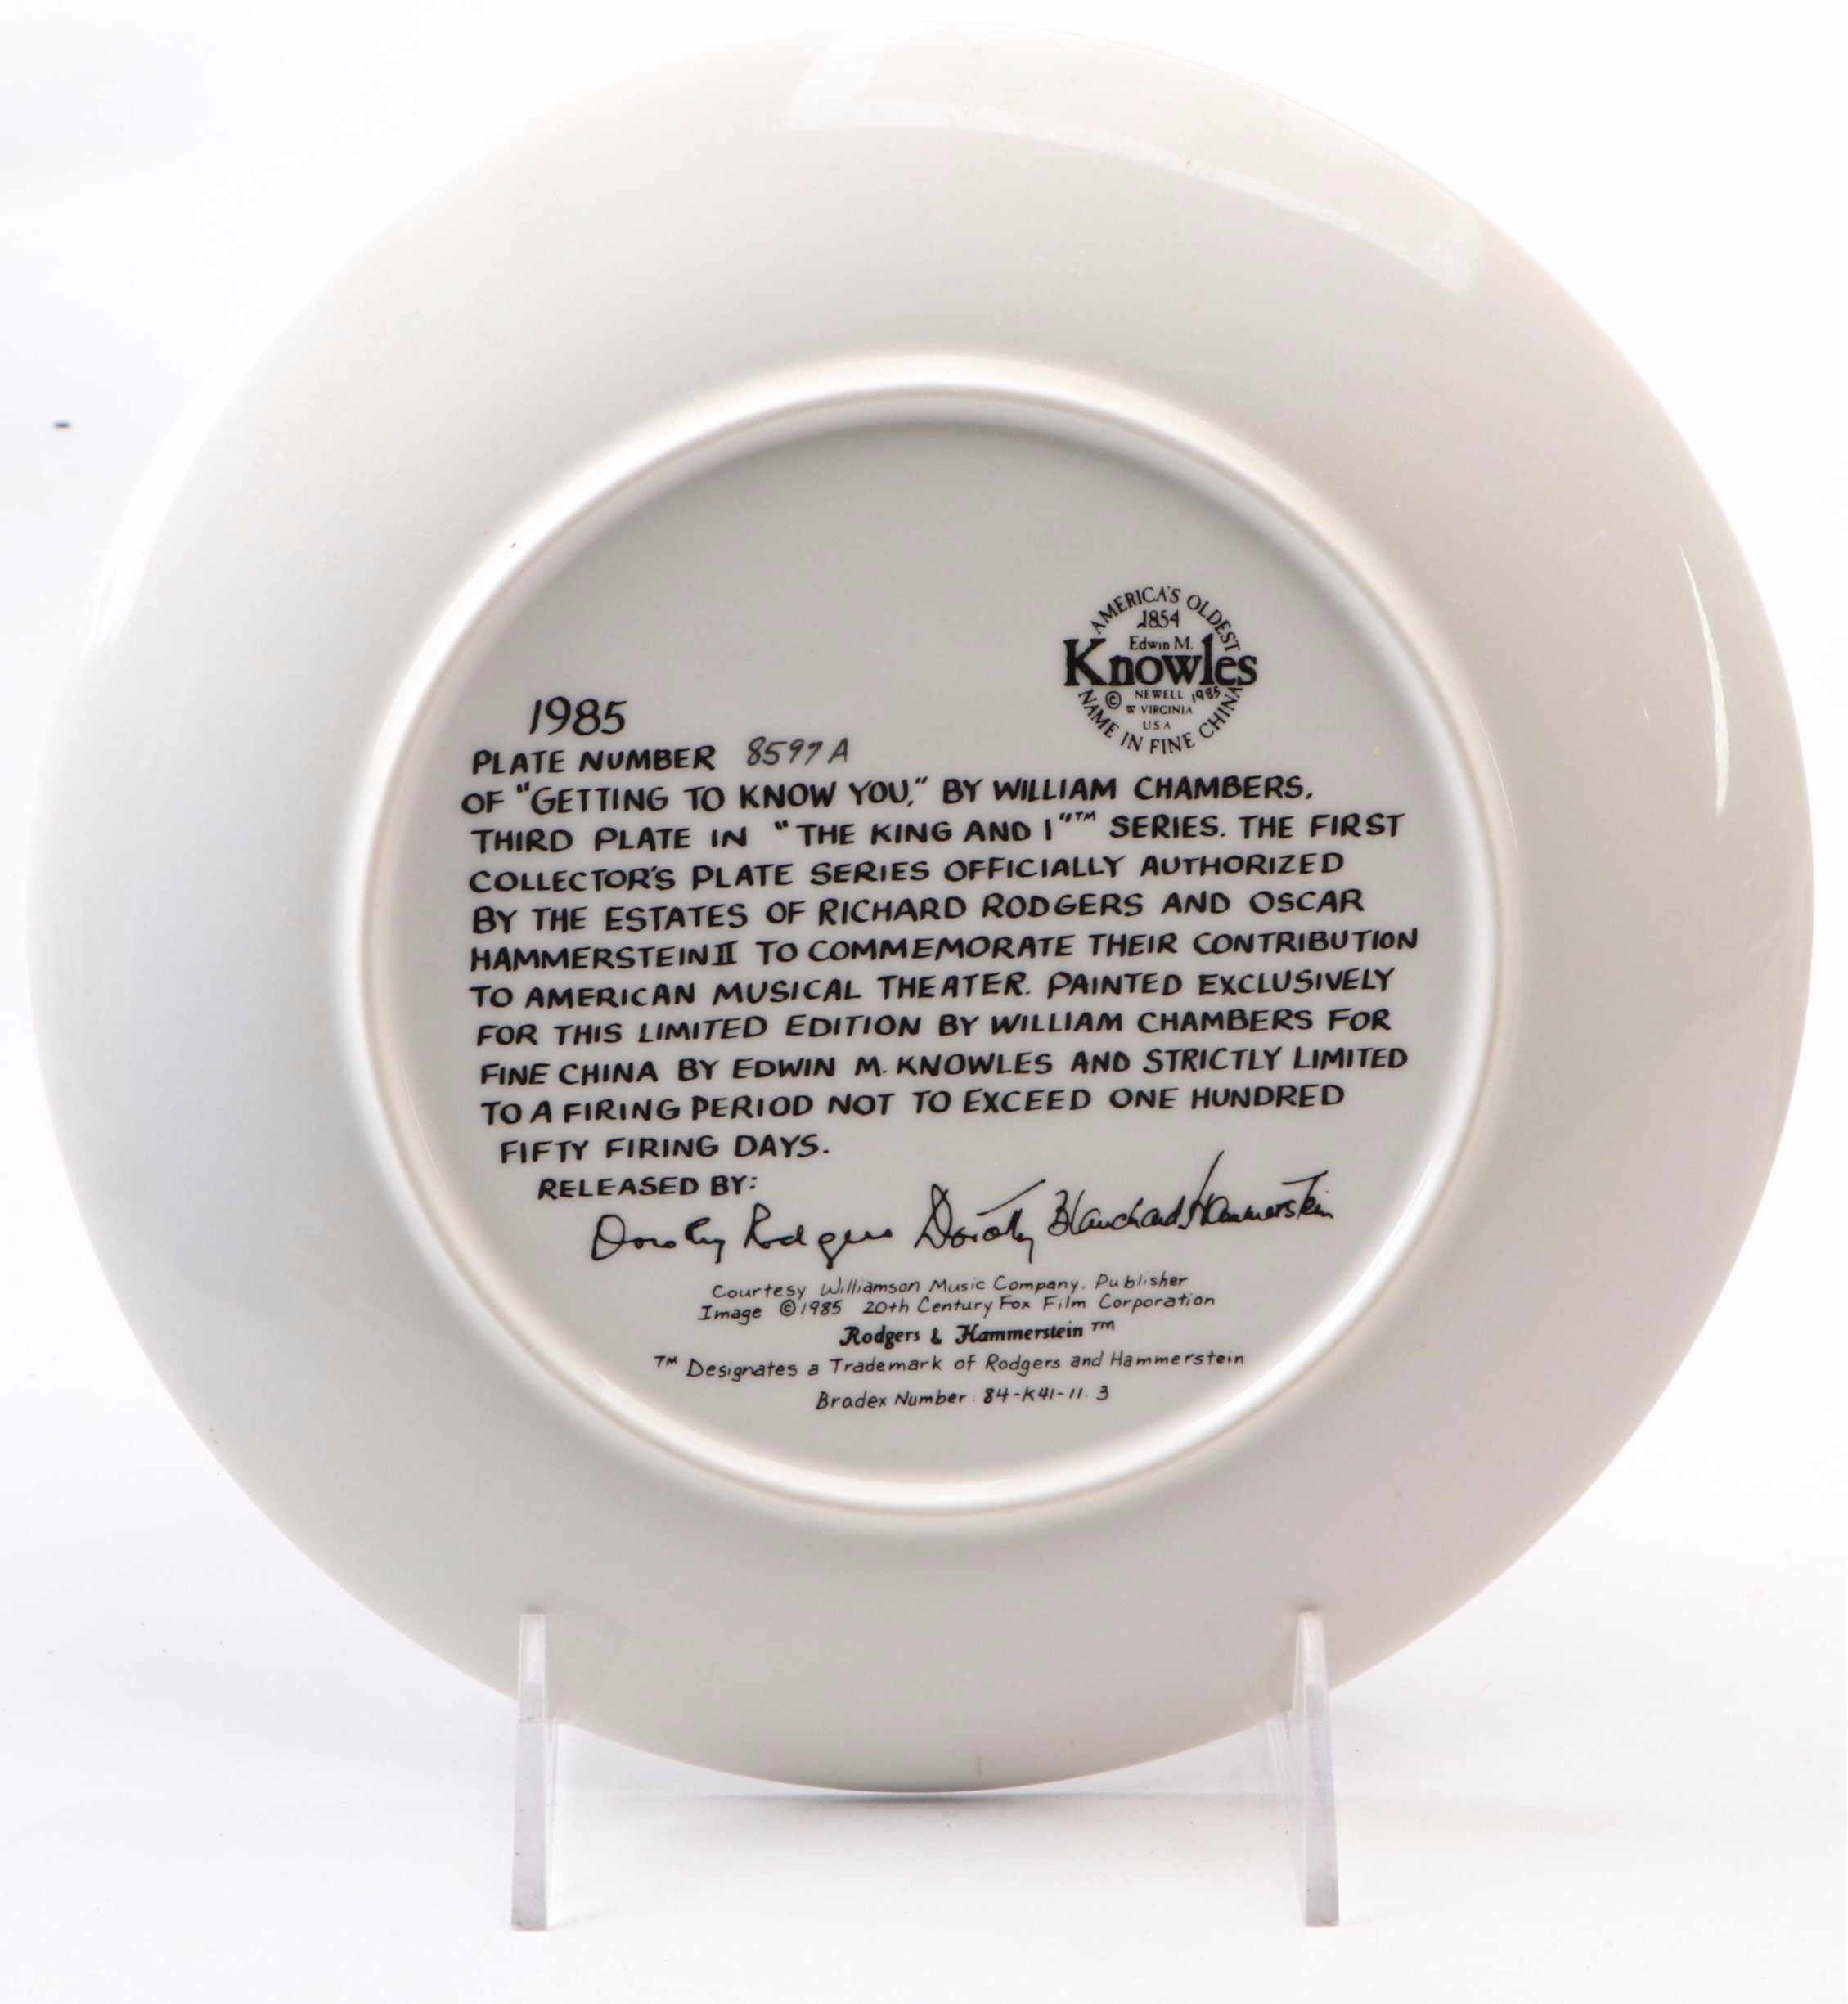 AMERICA'S OLDEST
1854
Edwin M.
Knowles
© NEWELL 1985
W VIRGINIA
USA
NAME IN FINE CHINA
1985
PLATE NUMBER 8597A
OF "GETTING TO KNOW YOU," BY WILLIAM CHAMBERS,
THIRD PLATE IN "THE KING AND I"™ SERIES. THE FIRST
COLLECTOR'S PLATE SERIES OFFICIALLY AUTHORIZED
BY THE ESTATES OF RICHARD RODGERS AND OSCAR
HAMMERSTEIN II TO COMMEMORATE THEIR CONTRIBUTION
TO AMERICAN MUSICAL THEATER. PAINTED EXCLUSIVELY
FOR THIS LIMITED EDITION BY WILLIAM CHAMBERS FOR
FINE CHINA BY EDWIN M. KNOWLES AND STRICTLY LIMITED
TO A FIRING PERIOD NOT TO EXCEED ONE HUNDRED
FIFTY FIRING DAYS.
RELEASED BY:
Dorothy Rodgers Dorothy Blanchard Hammerstein
Courtesy Williamson Music Company, Publisher
Image ©1985 20th Century Fox Film Corporation
Rodgers & Hammerstein™
™ Designates a Trademark of Rodgers and Hammerstein
Bradex Number: 84-K41-11.3